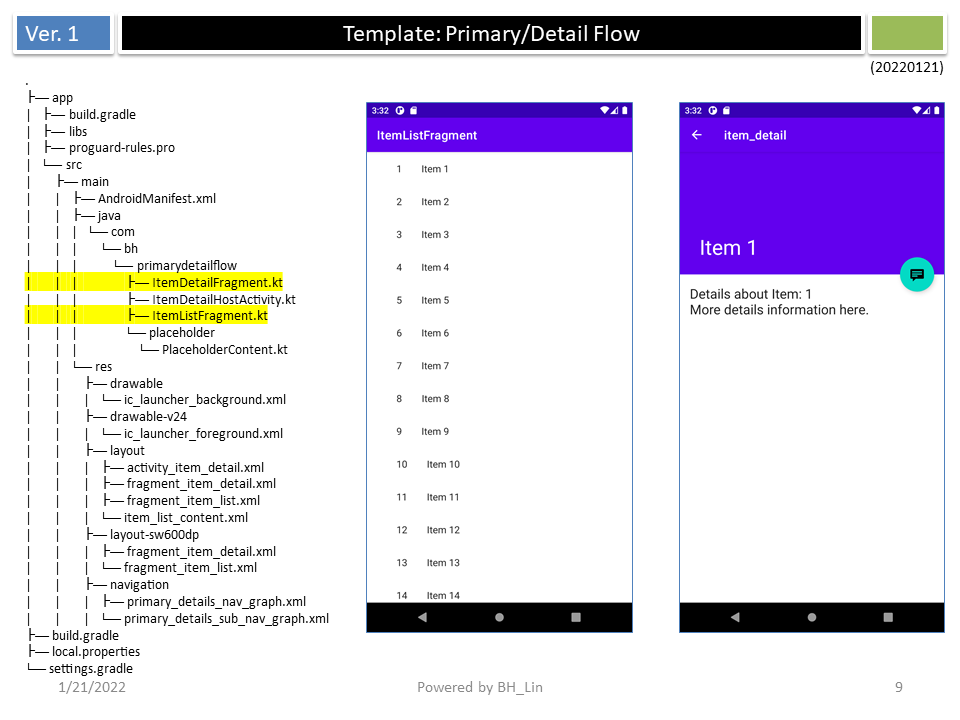 Ver. 1
Template: Primary/Detail Flow
(20220121)
.
├── app
│ ├── build.gradle
│ ├── libs
│ ├── proguard-rules.pro
│ └── src
│ ├── main
│ │ ├── AndroidManifest.xml
│ │ ├── java
│ │ │ └── com
│ │ │ └── bh
│ │ │ └── primarydetailflow
│ │ │ ├── ItemDetailFragment.kt
│ │ │ ├── ItemDetailHostActivity.kt
│ │ │ ├── ItemListFragment.kt
│ │ │ └── placeholder
│ │ │ └── PlaceholderContent.kt
│ │ └── res
│ │ ├── drawable
│ │ │ └── ic_launcher_background.xml
│ │ ├── drawable-v24
│ │ │ └── ic_launcher_foreground.xml
│ │ ├── layout
│ │ │ ├── activity_item_detail.xml
│ │ │ ├── fragment_item_detail.xml
│ │ │ ├── fragment_item_list.xml
│ │ │ └── item_list_content.xml
│ │ ├── layout-sw600dp
│ │ │ ├── fragment_item_detail.xml
│ │ │ └── fragment_item_list.xml
│ │ ├── navigation
│ │ │ ├── primary_details_nav_graph.xml
│ │ │ └── primary_details_sub_nav_graph.xml
├── build.gradle
├── local.properties
└── settings.gradle
3:32
ItemListFragment
1 Item 1
2 Item 2
3 Item 3
4 Item 4
5 Item 5
6 Item 6
7 Item 7
8 Item 8
9 Item 9
10 Item 10
11 Item 11
12 Item 12
13 Item 13
14 Item 14
3:32
item_detail
Item 1
Details about Item: 1
More details information here.
1/21/2022
Powered by BH_Lin
9